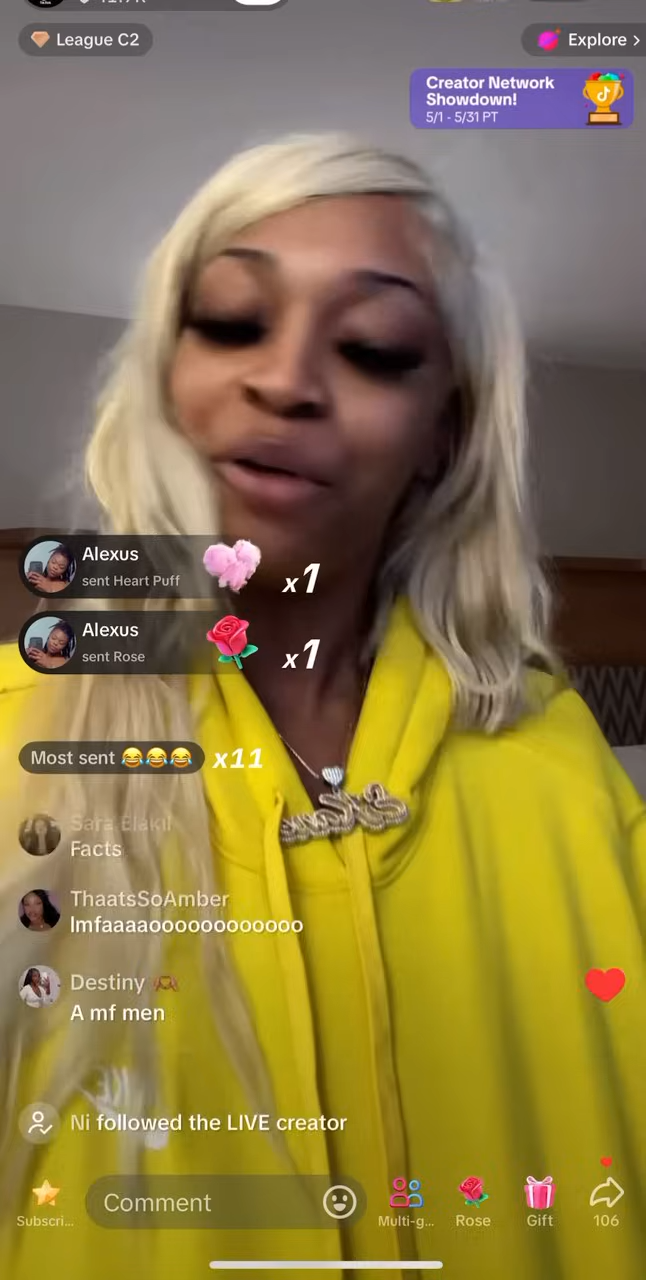 League C2
Explore >
Creator Network
Showdown!
5/1 - 5/31 PT
Alexus
sent Heart Puff
x1
Alexus
sent Rose
x1
Most sent 😂😂😂 x11
Facts
ThaatsSoAmber
lmfaaaaoooooooooooo
Destiny
A mf men
Ni followed the LIVE creator
Comment
Subscri...
Multi-g...
Rose
Gift
106